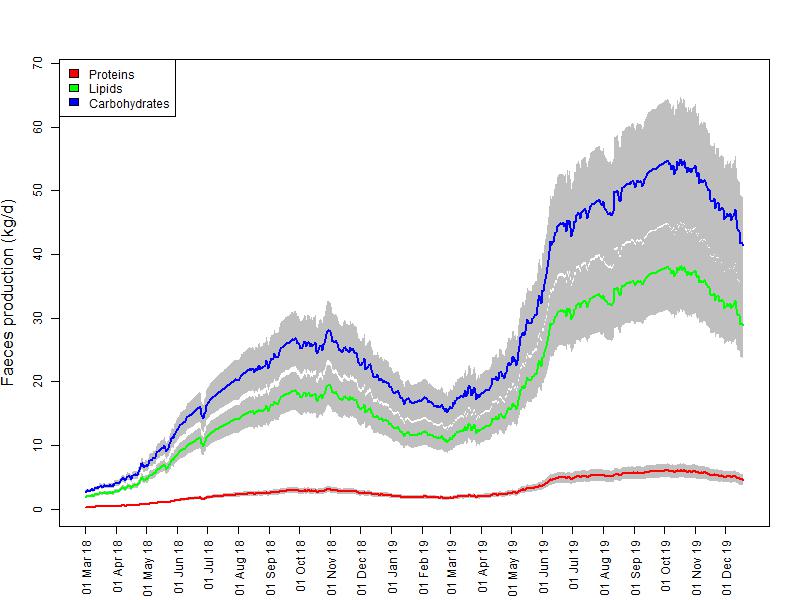 Proteins
Lipids
Carbohydrates
Faeces production (kg/d)
70
60
50
40
30
20
10
0
01 Mar 18
01 Apr 18
01 May 18
01 Jun 18
01 Jul 18
01 Aug 18
01 Sep 18
01 Oct 18
01 Nov 18
01 Dec 18
01 Jan 19
01 Feb 19
01 Mar 19
01 Apr 19
01 May 19
01 Jun 19
01 Jul 19
01 Aug 19
01 Sep 19
01 Oct 19
01 Nov 19
01 Dec 19